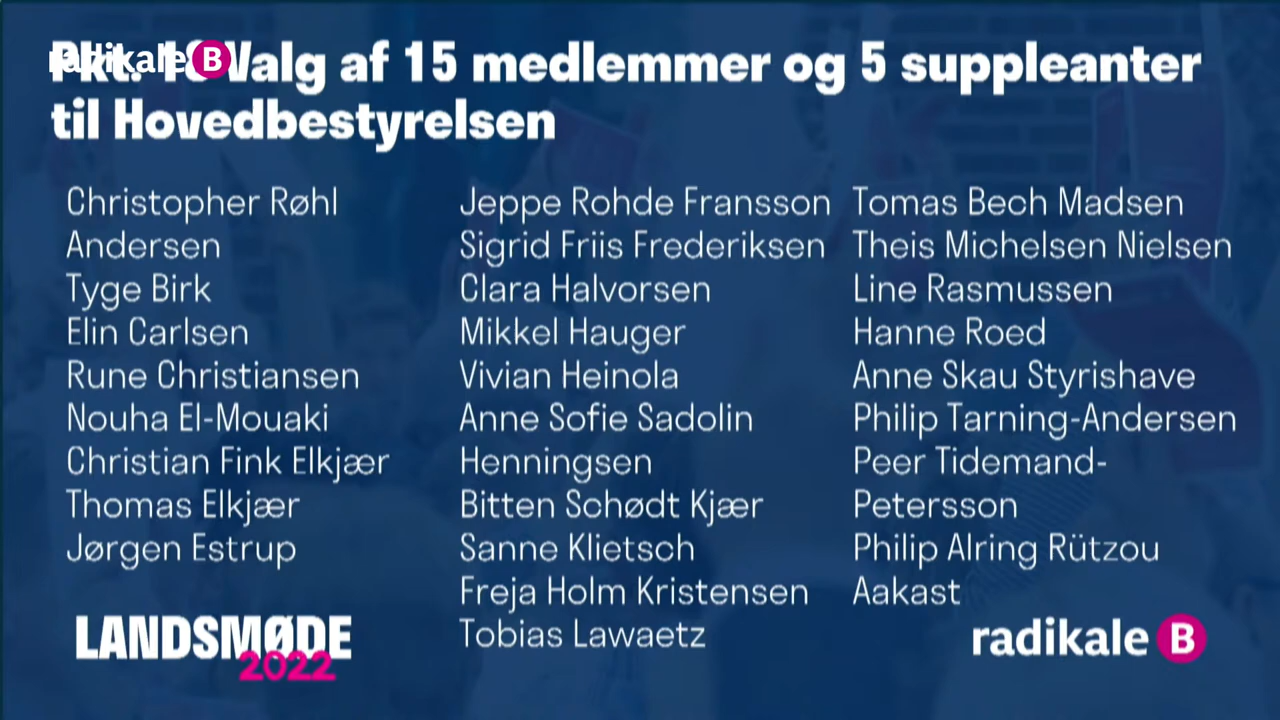 radikale B
Pkt. Valg af 15 medlemmer og 5 suppleanter
til Hovedbestyrelsen
Christopher Røhl
Andersen
Tyge Birk
Elin Carlsen
Rune Christiansen
Nouha El-Mouaki
Christian Fink Elkjær
Thomas Elkjær
Jørgen Estrup
Jeppe Rohde Fransson
Sigrid Friis Frederiksen
Clara Halvorsen
Mikkel Hauger
Vivian Heinola
Anne Sofie Sadolin
Henningsen
Bitten Schødt Kjær
Sanne Klietsch
Freja Holm Kristensen
Tobias Lawaetz
Tomas Bech Madsen
Theis Michelsen Nielsen
Line Rasmussen
Hanne Roed
Anne Skau Styrishave
Philip Tarning-Andersen
Peer Tidemand-
Petersson
Philip Alring Rützou
Aakast
LANDSMØDE
2022
radikale B